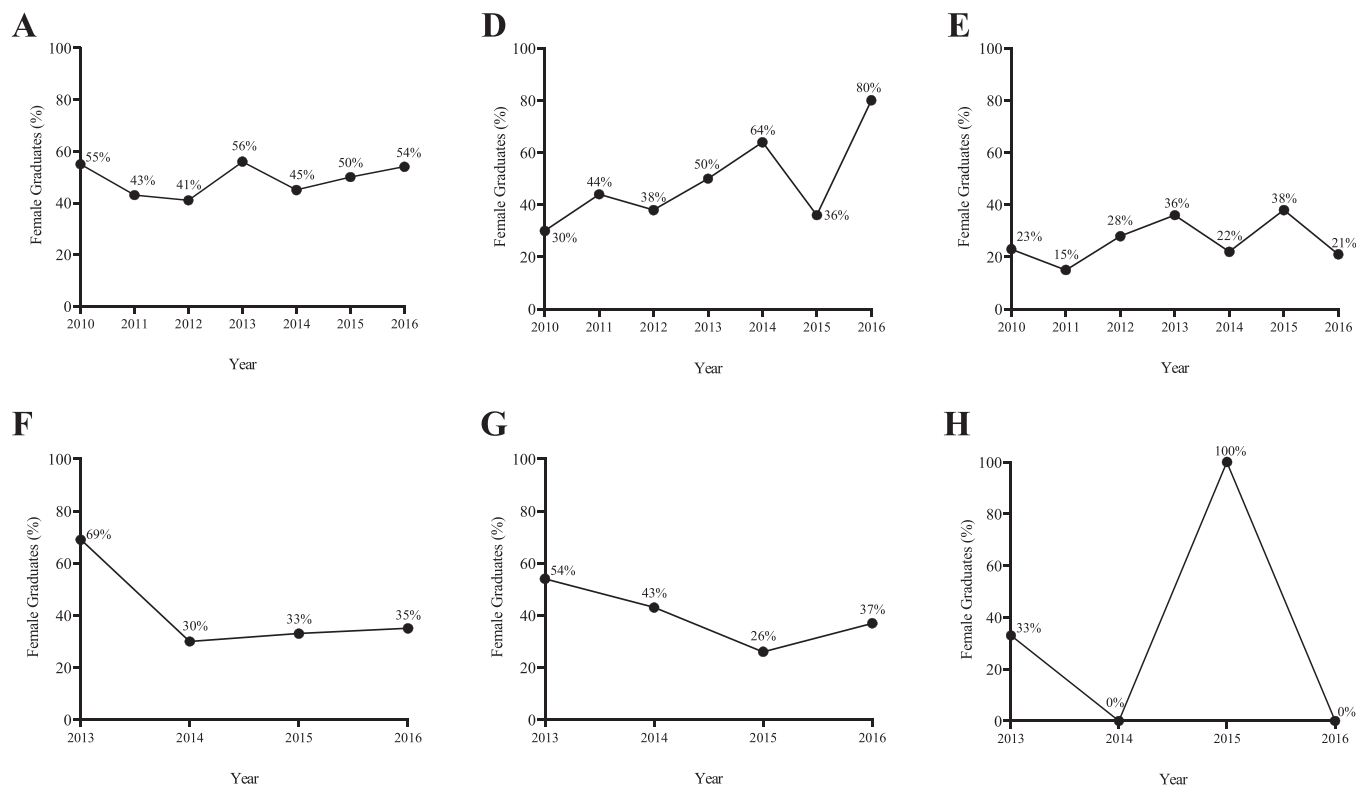 A
Female Graduates (%)
100
80
60
40
20
0
55%
43%
41%
56%
45%
50%
54%
2010 2011 2012 2013 2014 2015 2016
Year
D
Female Graduates (%)
100
80
60
40
20
0
30%
44%
38%
50%
64%
36%
80%
2010 2011 2012 2013 2014 2015 2016
Year
E
Female Graduates (%)
100
80
60
40
20
0
23%
15%
28%
36%
22%
38%
21%
2010 2011 2012 2013 2014 2015 2016
Year
F
Female Graduates (%)
100
80
60
40
20
0
69%
30%
33%
35%
2013 2014 2015 2016
Year
G
Female Graduates (%)
100
80
60
40
20
0
54%
43%
26%
37%
2013 2014 2015 2016
Year
H
Female Graduates (%)
100
80
60
40
20
0
33%
0%
100%
0%
2013 2014 2015 2016
Year